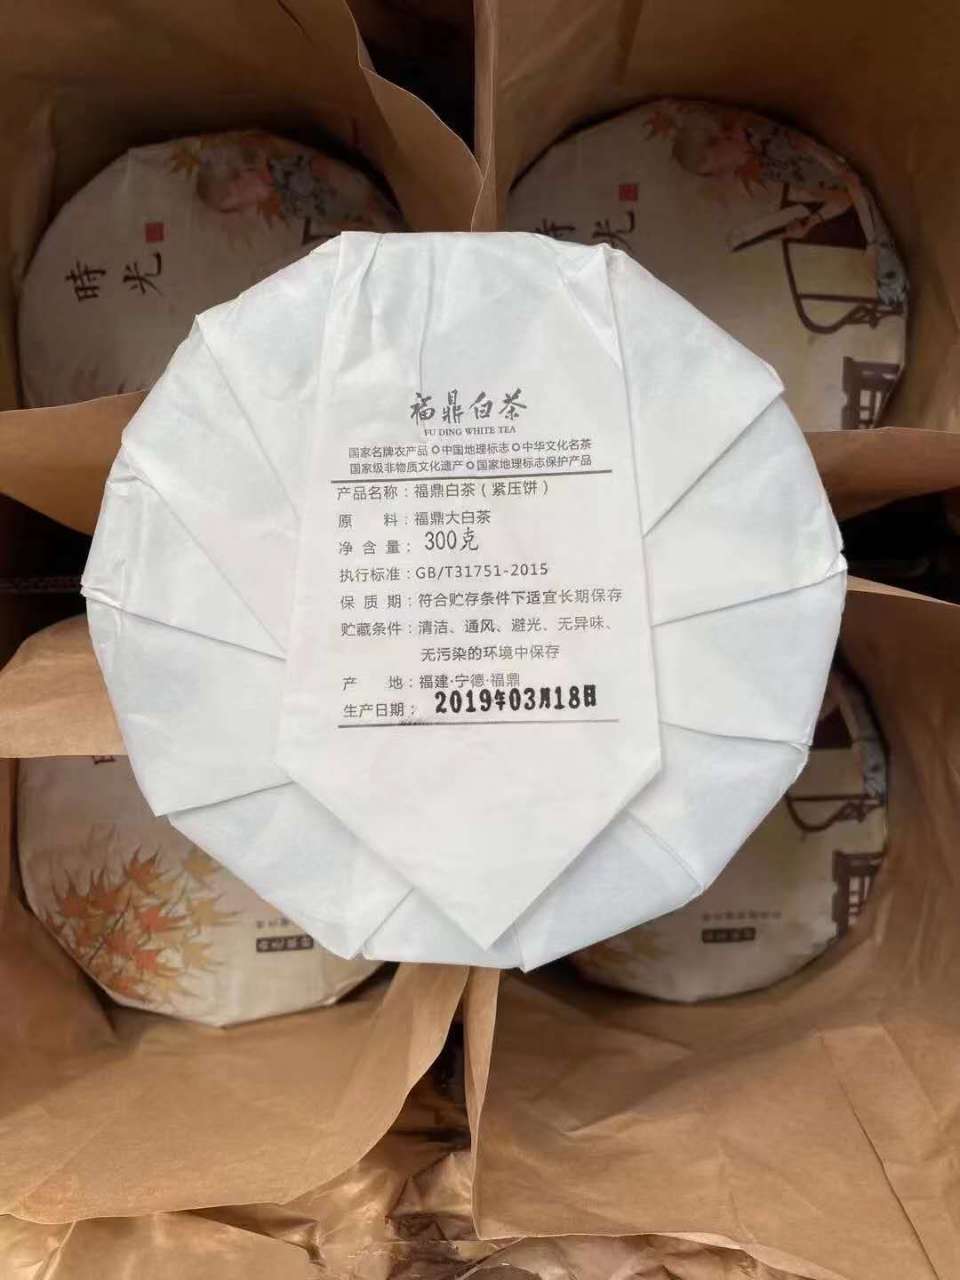 時光
時光
福鼎白茶
FU DING WHITE TEA
国家名牌农产品 ○ 中国地理标志 ○ 中华文化名茶
国家级非物质文化遗产 ○ 国家地理标志保护产品
产品名称：福鼎白茶（紧压饼）
原 料：福鼎大白茶
净 含 量：300克
执行标准：GB/T31751-2015
保 质 期：符合贮存条件下适宜长期保存
贮藏条件：清洁、通风、避光、无异味、
无污染的环境中保存
产 地：福建·宁德·福鼎
生产日期：2019年03月18日